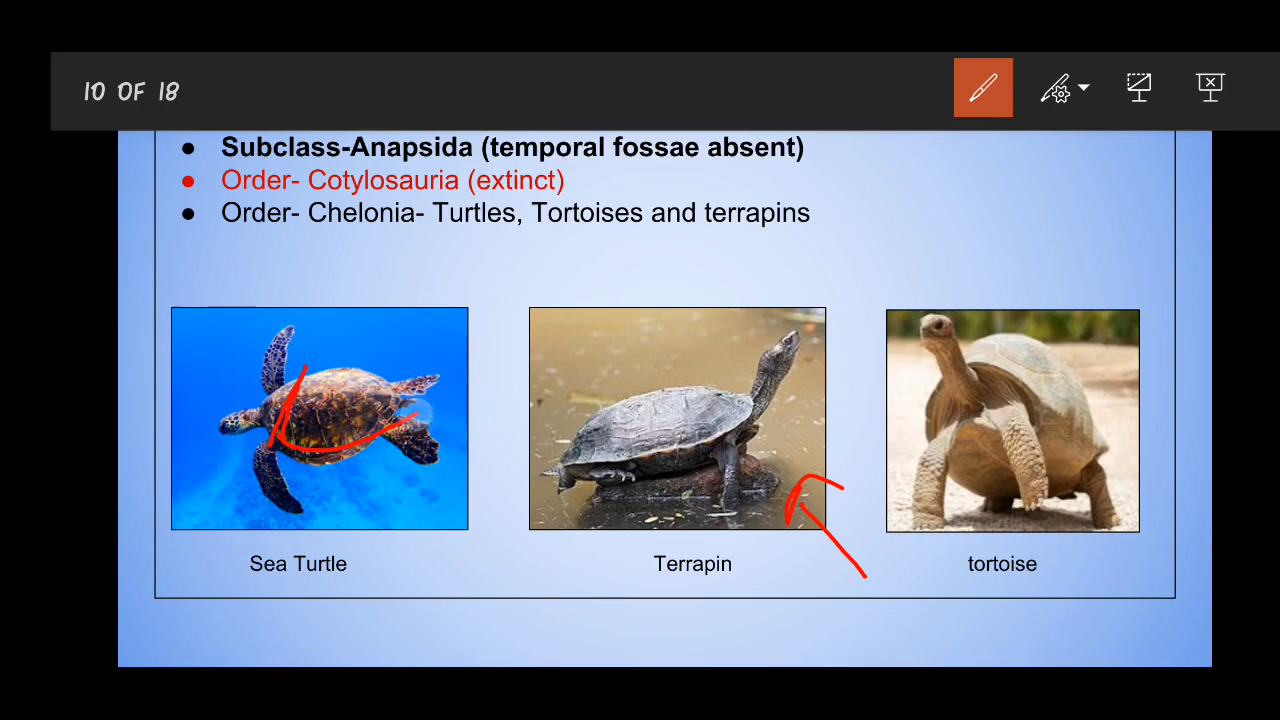 10 OF 18
● Subclass-Anapsida (temporal fossae absent)
● Order- Cotylosauria (extinct)
● Order- Chelonia- Turtles, Tortoises and terrapins
Sea Turtle
Terrapin
tortoise